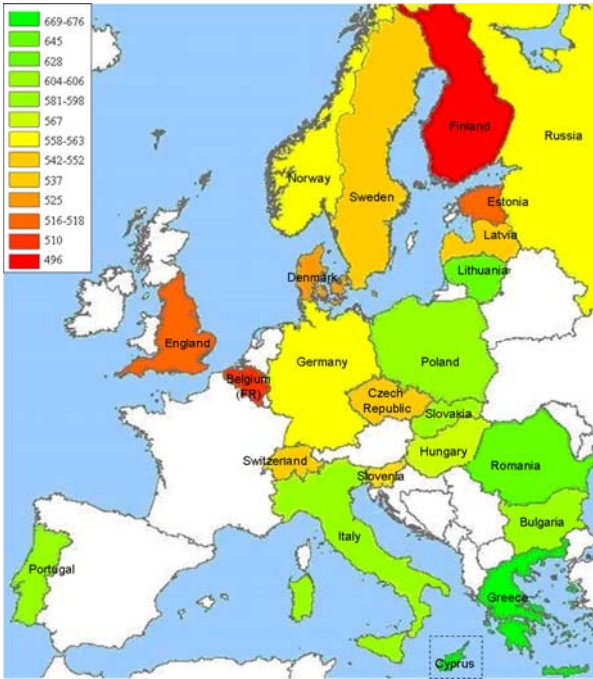 669-676
645
628
604-606
581-598
567
558-563
542-552
537
525
516-518
510
496
Finland
Russia
Norway
Sweden
Estonia
Latvia
Lithuania
Denmark
England
Germany
Poland
Belgium
(FR)
Czech
Republic
Slovakia
Hungary
Switzerland
Slovenia
Romania
Bulgaria
Italy
Portugal
Greece
Cyprus